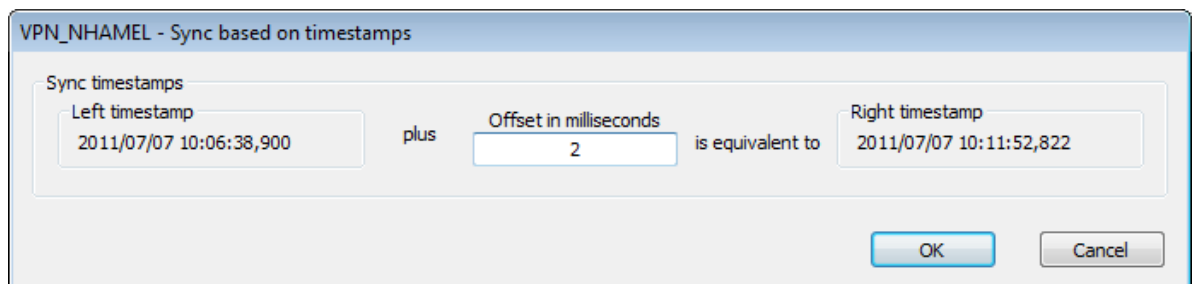 VPN_NHAMEL - Sync based on timestamps
Sync timestamps
Left timestamp
2011/07/07 10:06:38,900
plus
Offset in milliseconds
2
is equivalent to
Right timestamp
2011/07/07 10:11:52,822
OK
Cancel